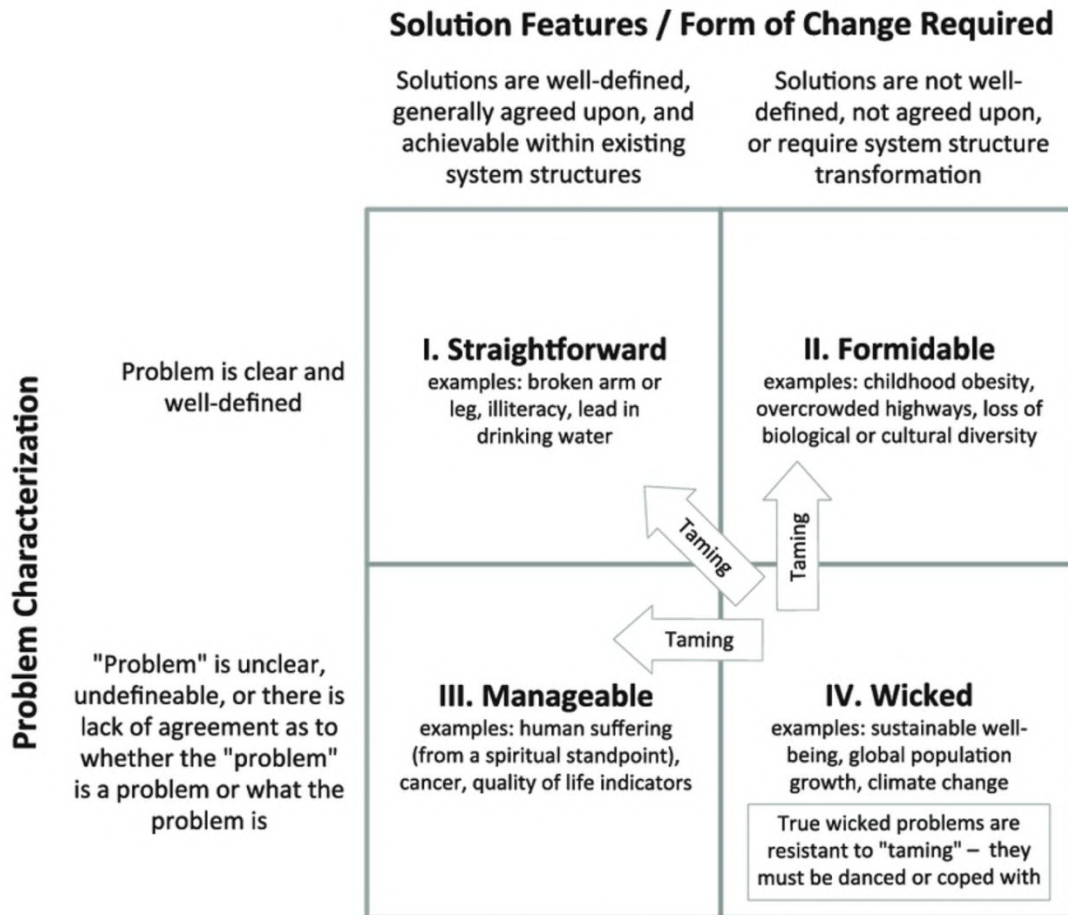 Solution Features / Form of Change Required
Solutions are well-defined,
generally agreed upon, and
achievable within existing
system structures
Solutions are not well-
defined, not agreed upon,
or require system structure
transformation
Problem Characterization
Problem is clear and
well-defined
I. Straightforward
examples: broken arm or
leg, illiteracy, lead in
drinking water
II. Formidable
examples: childhood obesity,
overcrowded highways, loss of
biological or cultural diversity
Taming
Taming
Taming
"Problem" is unclear,
undefineable, or there is
lack of agreement as to
whether the "problem"
is a problem or what the
problem is
III. Manageable
examples: human suffering
(from a spiritual standpoint),
cancer, quality of life indicators
IV. Wicked
examples: sustainable well-
being, global population
growth, climate change
True wicked problems are
resistant to "taming" – they
must be danced or coped with